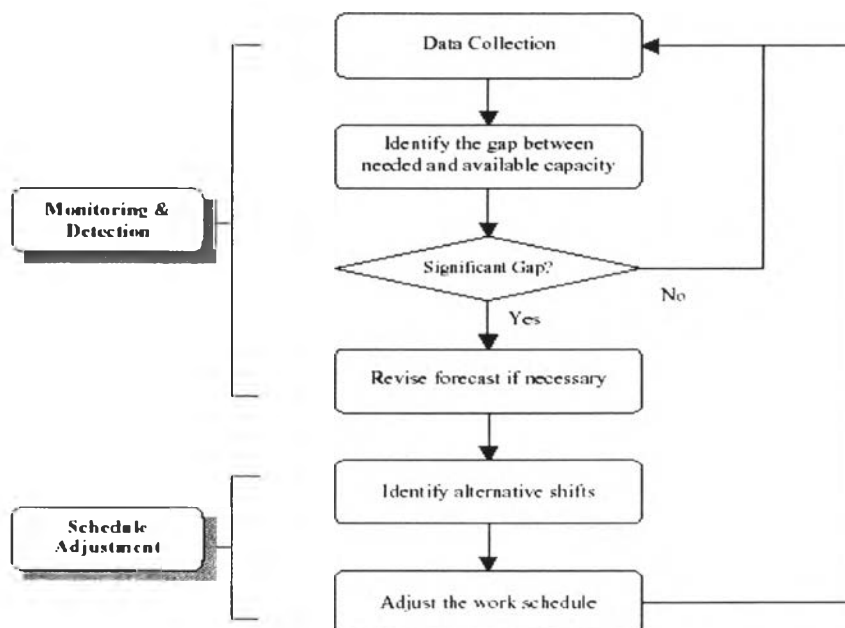 Data Collection
Identify the gap between
needed and available capacity
Monitoring &
Detection
Significant Gap?
No
Yes
Revise forecast if necessary
Identify alternative shifts
Schedule
Adjustment
Adjust the work schedule